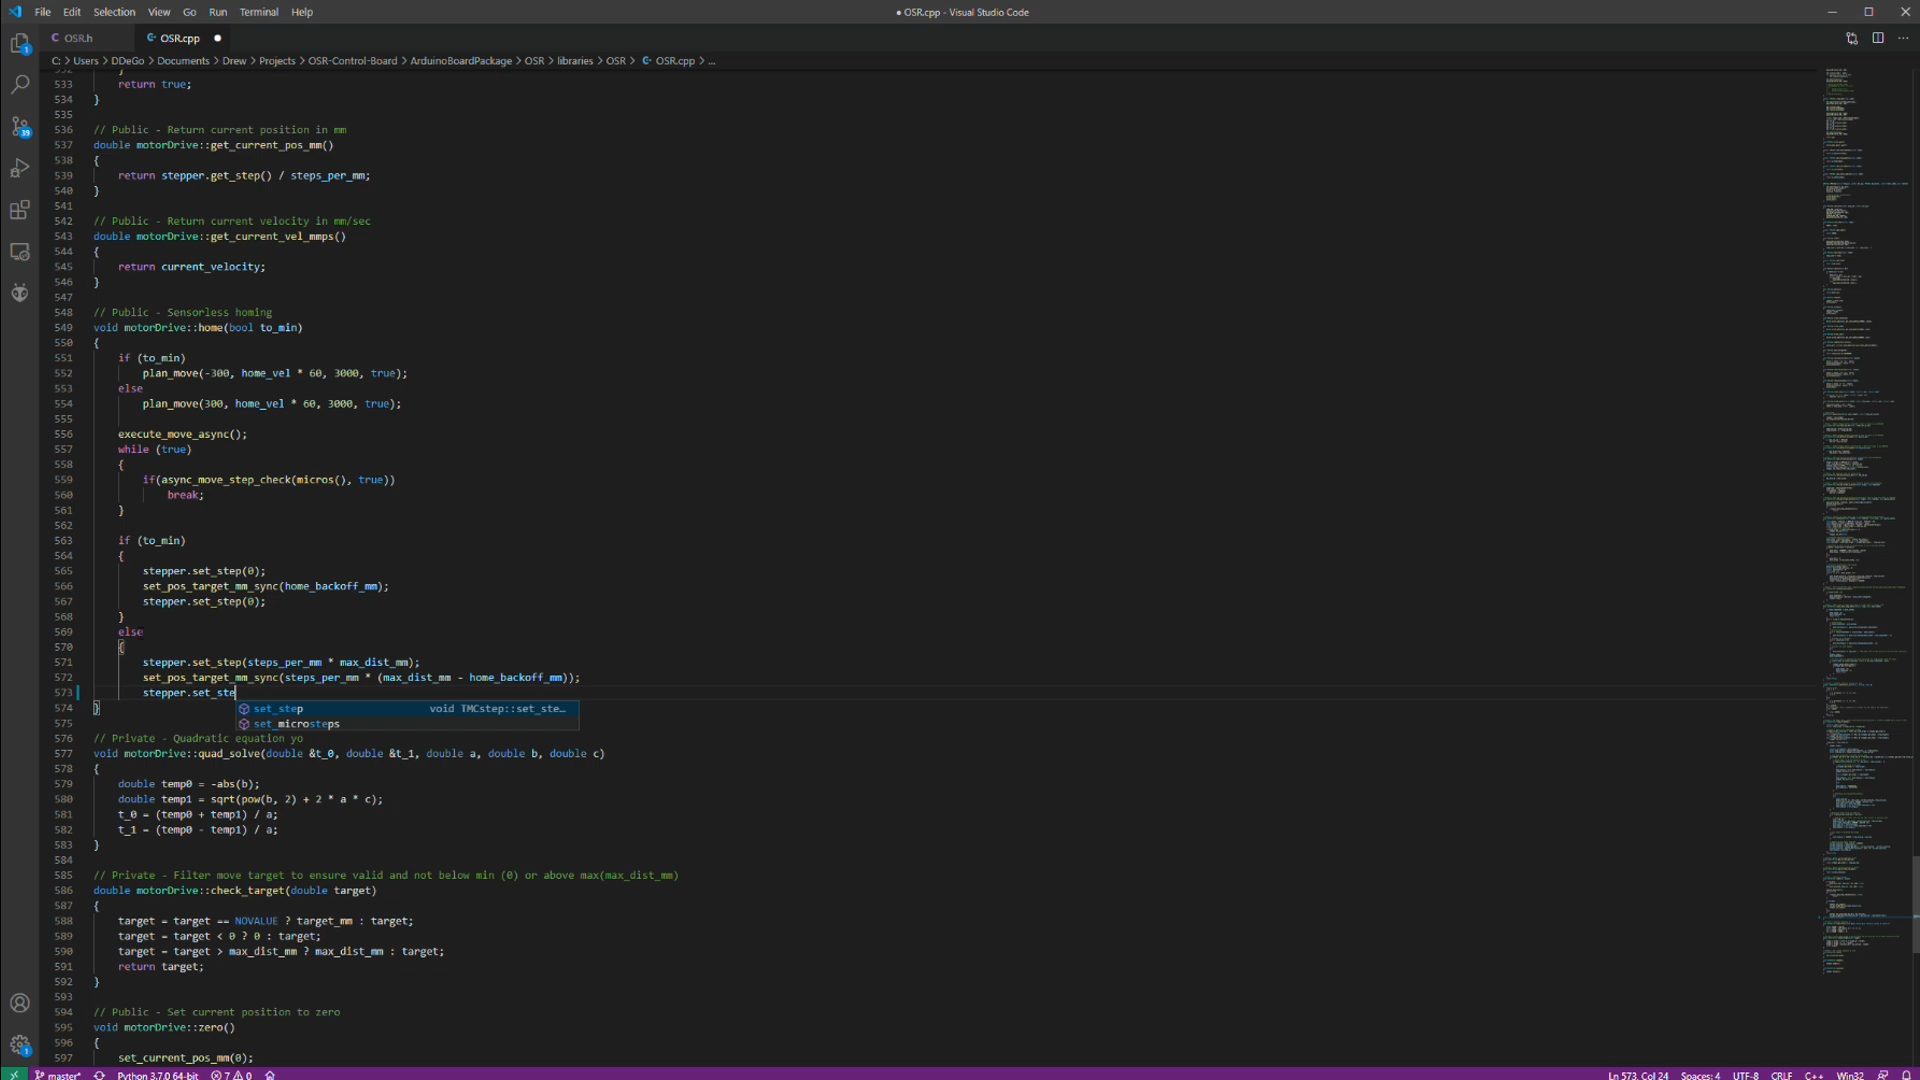 File Edit Selection View Go Run Terminal Help
● OSR.cpp - Visual Studio Code
OSR.h
OSR.cpp
C: > Users > DDeGo > Documents > Drew > Projects > OSR-Control-Board > ArduinoBoardPackage > OSR > libraries > OSR > OSR.cpp > ...
532 }
533 return true;
534 }
535
536 // Public - Return current position in mm
537 double motorDrive::get_current_pos_mm()
538 {
539 return stepper.get_step() / steps_per_mm;
540 }
541
542 // Public - Return current velocity in mm/sec
543 double motorDrive::get_current_vel_mmps()
544 {
545 return current_velocity;
546 }
547
548 // Public - Sensorless homing
549 void motorDrive::home(bool to_min)
550 {
551 if (to_min)
552 plan_move(-300, home_vel * 60, 3000, true);
553 else
554 plan_move(300, home_vel * 60, 3000, true);
555
556 execute_move_async();
557 while (true)
558 {
559 if(async_move_step_check(micros(), true))
560 break;
561 }
562
563 if (to_min)
564 {
565 stepper.set_step(0);
566 set_pos_target_mm_sync(home_backoff_mm);
567 stepper.set_step(0);
568 }
569 else
570 {
571 stepper.set_step(steps_per_mm * max_dist_mm);
572 set_pos_target_mm_sync(steps_per_mm * (max_dist_mm - home_backoff_mm));
573 stepper.set_ste
574 }
set_step void TMCstep::set_ste...
set_microsteps
575
576 // Private - Quadratic equation yo
577 void motorDrive::quad_solve(double &t_0, double &t_1, double a, double b, double c)
578 {
579 double temp0 = -abs(b);
580 double temp1 = sqrt(pow(b, 2) + 2 * a * c);
581 t_0 = (temp0 + temp1) / a;
582 t_1 = (temp0 - temp1) / a;
583 }
584
585 // Private - Filter move target to ensure valid and not below min (0) or above max(max_dist_mm)
586 double motorDrive::check_target(double target)
587 {
588 target = target == NOVALUE ? target_mm : target;
589 target = target < 0 ? 0 : target;
590 target = target > max_dist_mm ? max_dist_mm : target;
591 return target;
592 }
593
594 // Public - Set current position to zero
595 void motorDrive::zero()
596 {
597 set_current_pos_mm(0);
1
39
1
master* Python 3.7.0 64-bit 7 0
Ln 573, Col 24 Spaces: 4 UTF-8 CRLF C++ Win32